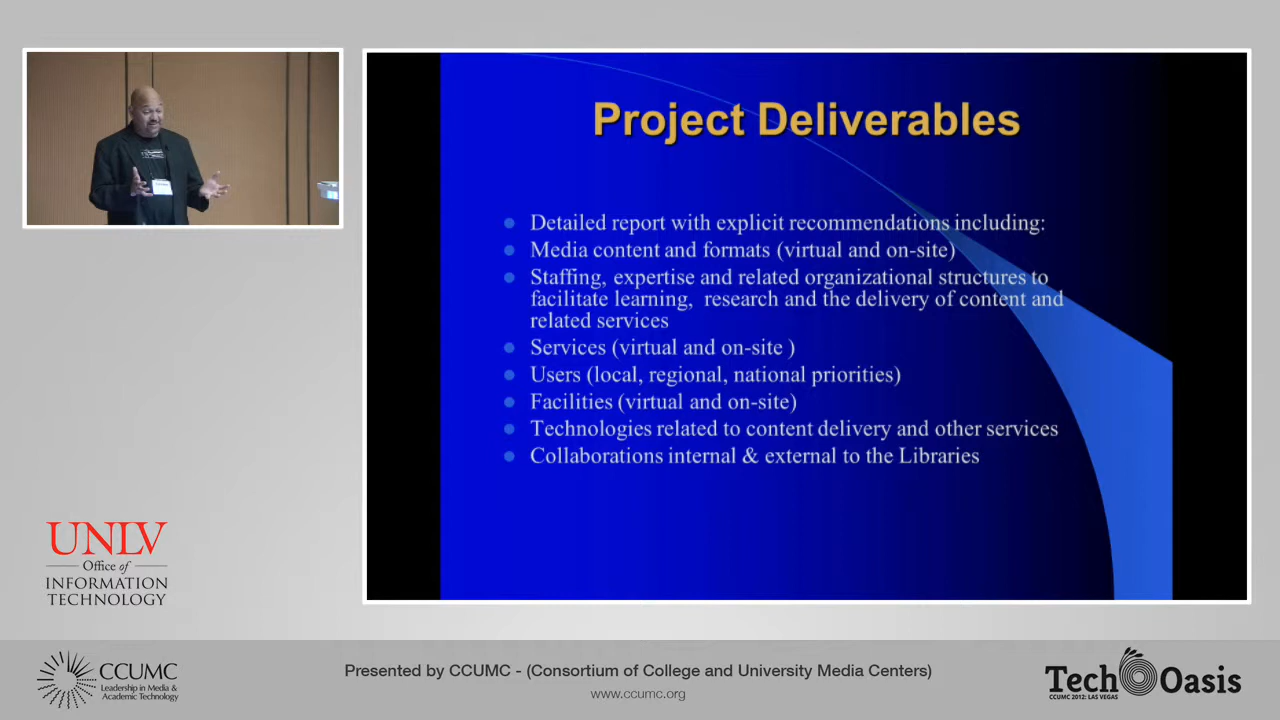 Project Deliverables
Detailed report with explicit recommendations including:
Media content and formats (virtual and on-site)
Staffing, expertise and related organizational structures to
facilitate learning, research and the delivery of content and
related services
Services (virtual and on-site )
Users (local, regional, national priorities)
Facilities (virtual and on-site)
Technologies related to content delivery and other services
Collaborations internal & external to the Libraries
UNLV
Office of
INFORMATION
TECHNOLOGY
CCUMC
Leadership in Media &
Academic Technology
Presented by CCUMC - (Consortium of College and University Media Centers)
www.ccumc.org
Tech Oasis
CCUMC 2012: LAS VEGAS